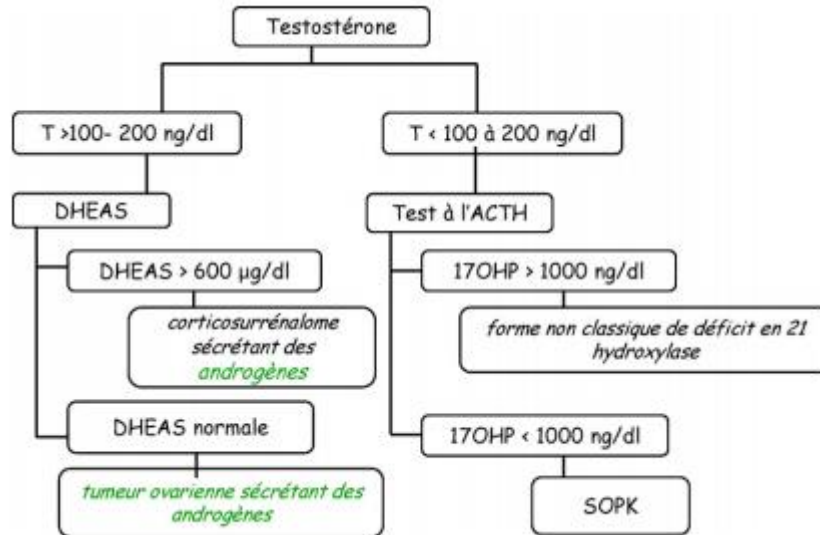 Testostérone
T >100- 200 ng/dl
T < 100 à 200 ng/dl
DHEAS
Test à l'ACTH
DHEAS > 600 µg/dl
17OHP > 1000 ng/dl
corticosurrénalome
sécrétant des
androgènes
forme non classique de déficit en 21
hydroxylase
DHEAS normale
17OHP < 1000 ng/dl
tumeur ovarienne sécrétant des
androgènes
SOPK